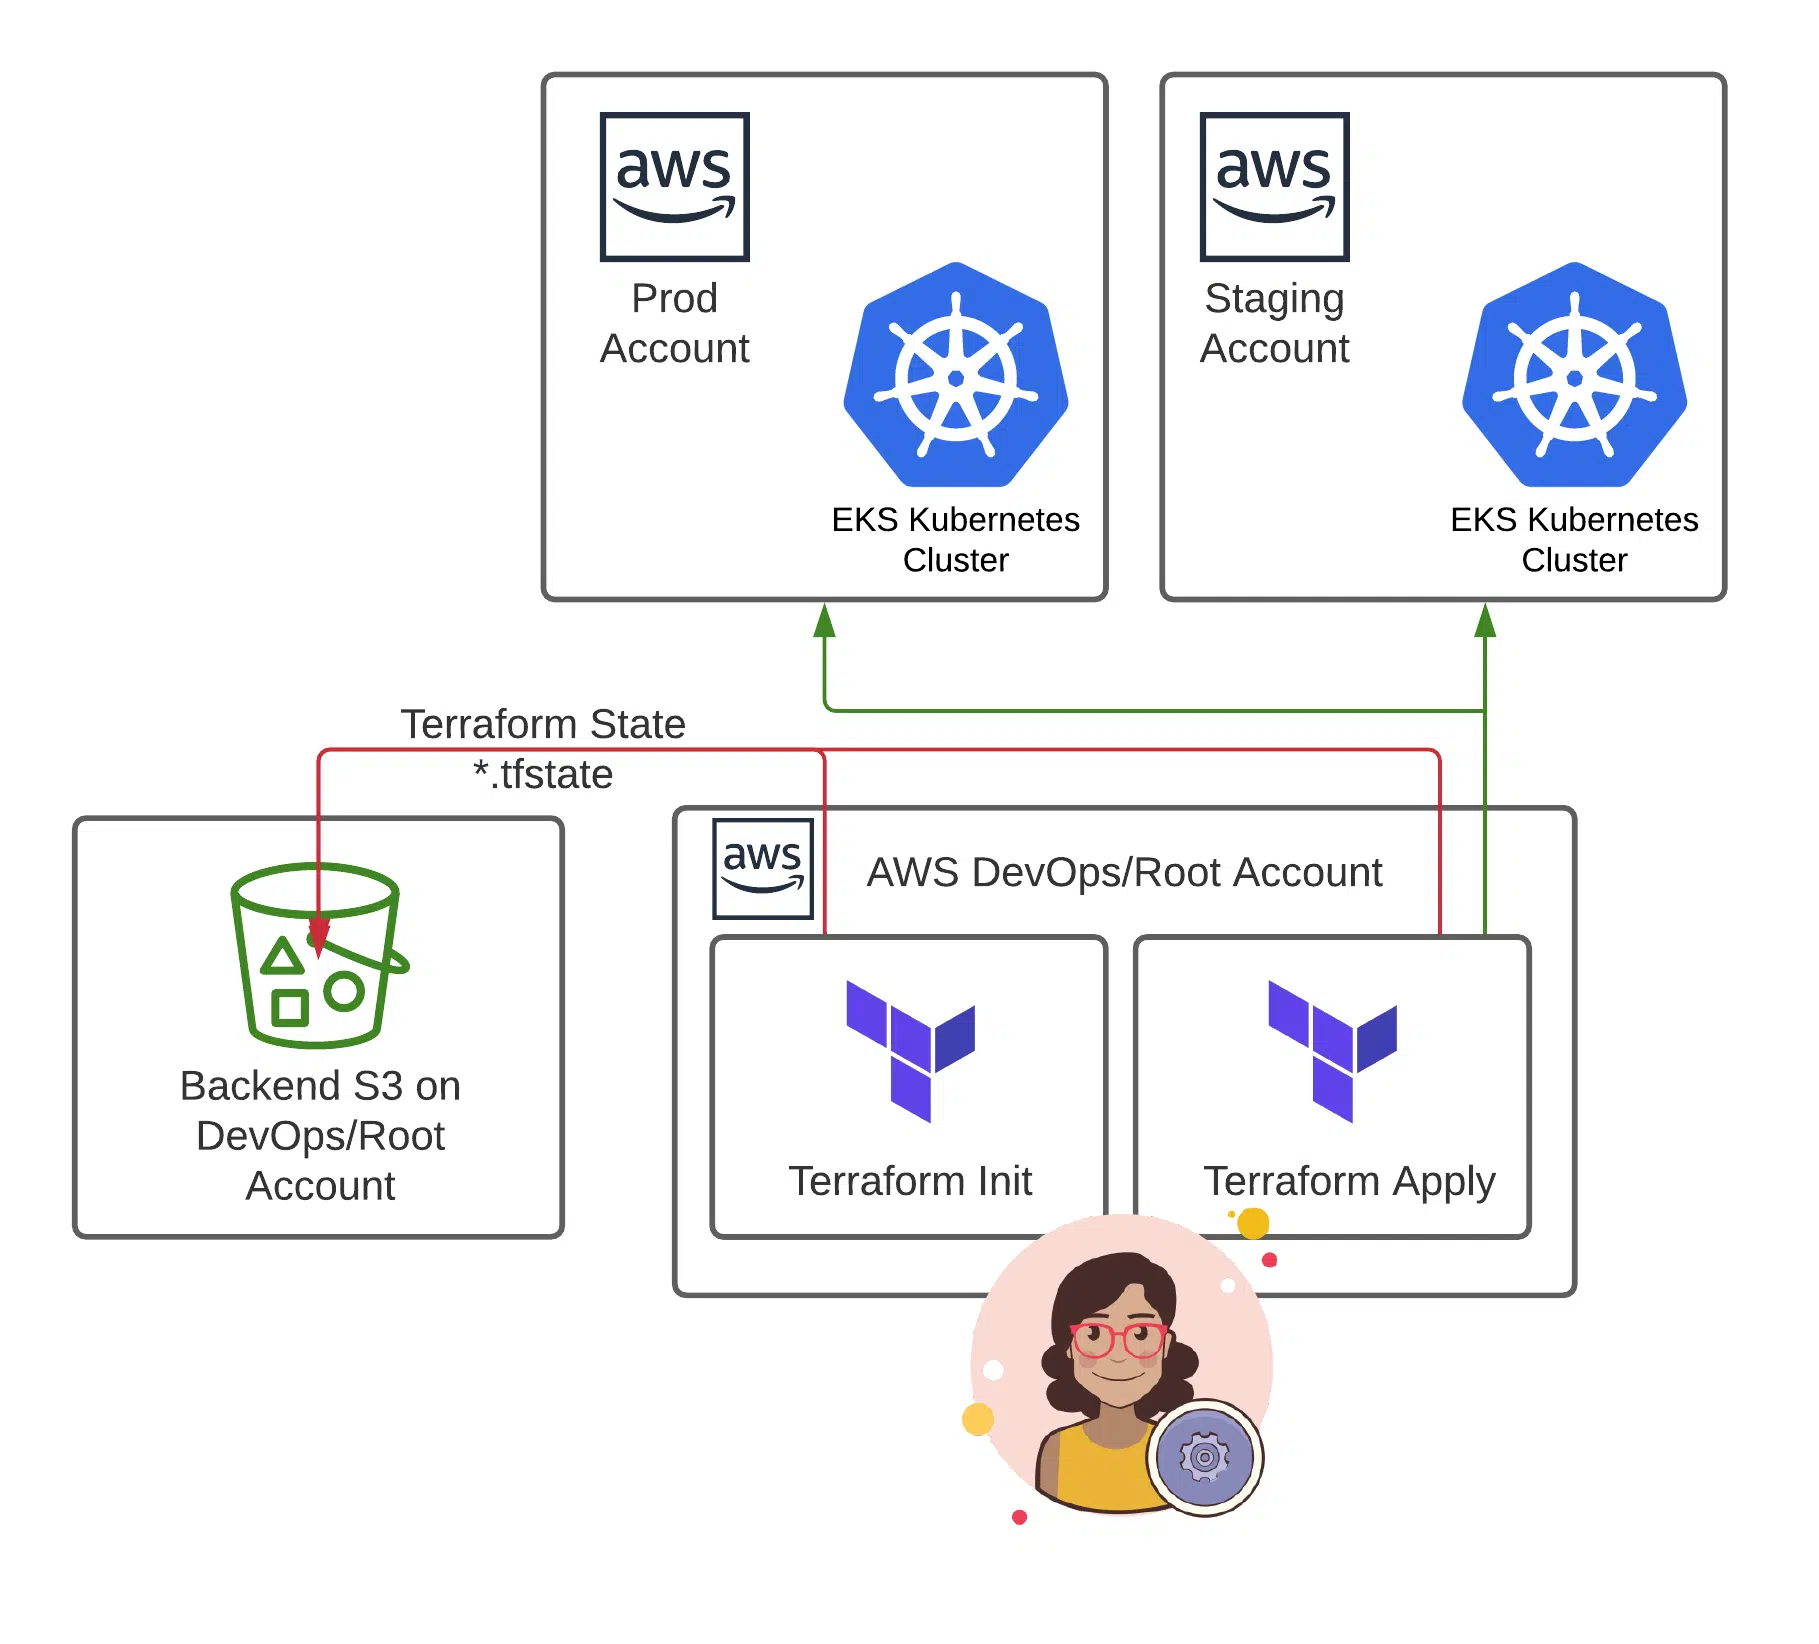 aws
Prod
Account
EKS Kubernetes
Cluster
aws
Staging
Account
EKS Kubernetes
Cluster
Terraform State
*.tfstate
Backend S3 on
DevOps/Root
Account
aws
AWS DevOps/Root Account
Terraform Init
Terraform Apply